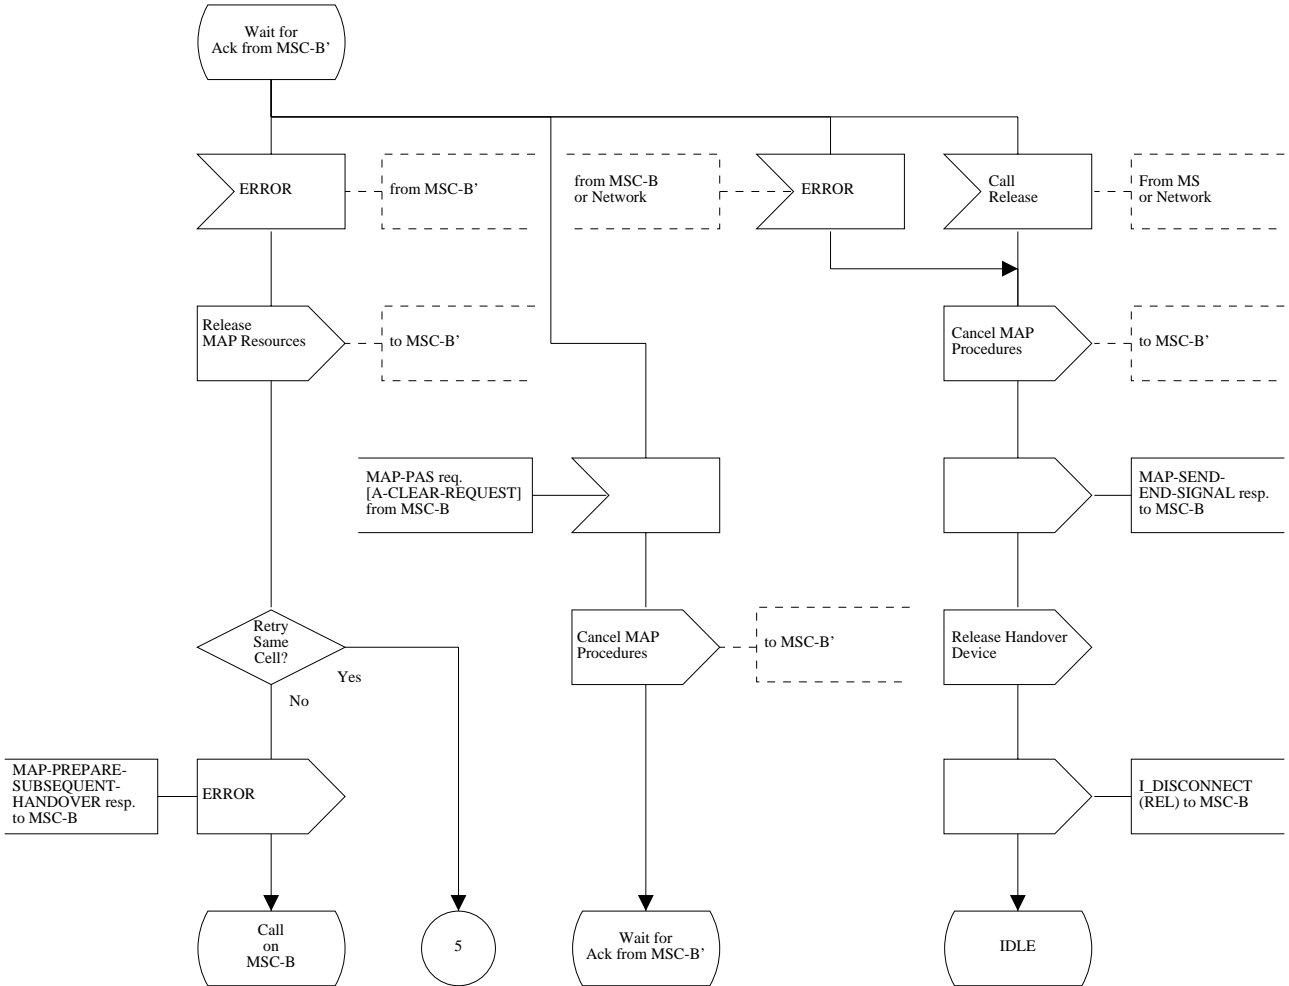 Wait for
Ack from MSC-B’
ERROR
from MSC-B’
from MSC-B
or Network
ERROR
Call
Release
From MS
or Network
Release
MAP Resources
to MSC-B’
Cancel MAP
Procedures
to MSC-B’
MAP-PAS req.
[A-CLEAR-REQUEST]
from MSC-B
MAP-SEND-
END-SIGNAL resp.
to MSC-B
Retry
Same
Cell?
Yes
No
Cancel MAP
Procedures
to MSC-B’
Release Handover
Device
MAP-PREPARE-
SUBSEQUENT-
HANDOVER resp.
to MSC-B
ERROR
I_DISCONNECT
(REL) to MSC-B
Call
on
MSC-B
5
Wait for
Ack from MSC-B’
IDLE